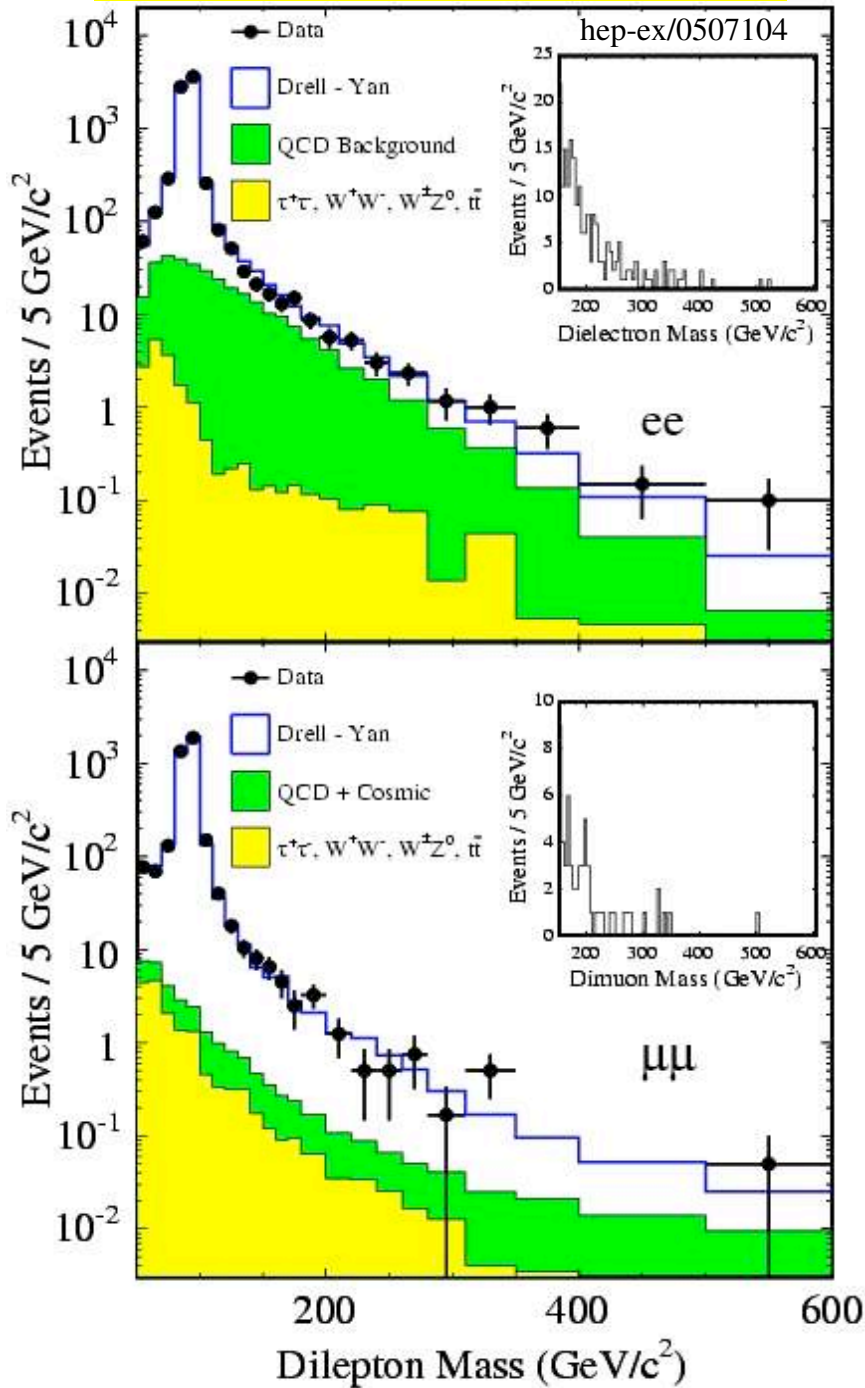 hep-ex/0507104
Events / 5 GeV/c²
10⁴
10³
10²
10
1
10⁻¹
10⁻²
Data
Drell - Yan
QCD Background
τ⁺τ⁻, W⁺W⁻, W±Z⁰, tt̄
ee
Events / 5 GeV/c²
25
20
15
10
5
0
200 300 400 500 600
Dielectron Mass (GeV/c²)
Events / 5 GeV/c²
10⁴
10³
10²
10
1
10⁻¹
10⁻²
Data
Drell - Yan
QCD + Cosmic
τ⁺τ⁻, W⁺W⁻, W±Z⁰, tt̄
μμ
Events / 5 GeV/c²
10
8
6
4
2
0
200 300 400 500 600
Dimuon Mass (GeV/c²)
200 400 600
Dilepton Mass (GeV/c²)